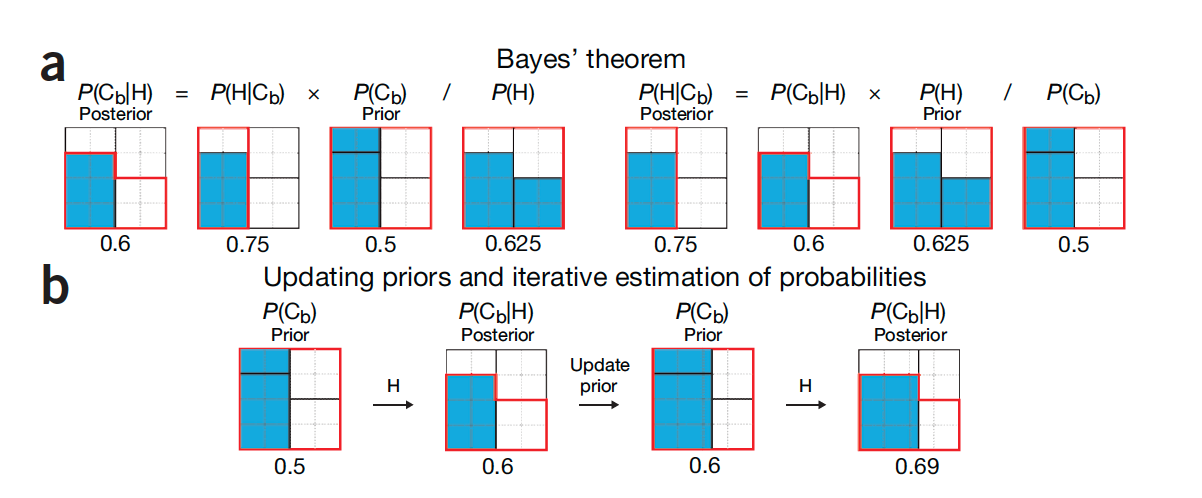 a
Bayes’ theorem
P(Cb|H) = P(H|Cb) × P(Cb) / P(H)
Posterior Prior
0.6 0.75 0.5 0.625
P(H|Cb) = P(Cb|H) × P(H) / P(Cb)
Posterior Prior
0.75 0.6 0.625 0.5
b
Updating priors and iterative estimation of probabilities
P(Cb) P(Cb|H) P(Cb) P(Cb|H)
Prior Posterior Prior Posterior
H Update prior H
0.5 0.6 0.6 0.69